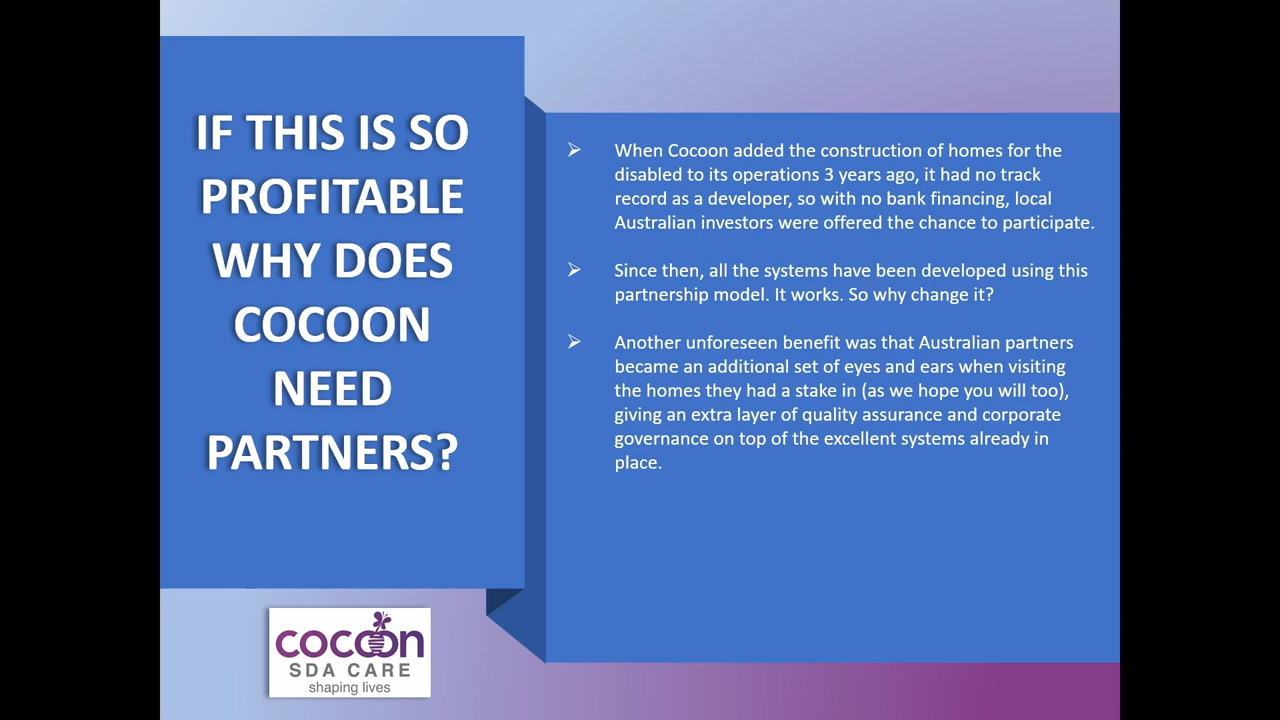 IF THIS IS SO
PROFITABLE
WHY DOES
COCOON
NEED
PARTNERS?
When Cocoon added the construction of homes for the
disabled to its operations 3 years ago, it had no track
record as a developer, so with no bank financing, local
Australian investors were offered the chance to participate.
Since then, all the systems have been developed using this
partnership model. It works. So why change it?
Another unforeseen benefit was that Australian partners
became an additional set of eyes and ears when visiting
the homes they had a stake in (as we hope you will too),
giving an extra layer of quality assurance and corporate
governance on top of the excellent systems already in
place.
cocoon
SDA CARE
shaping lives